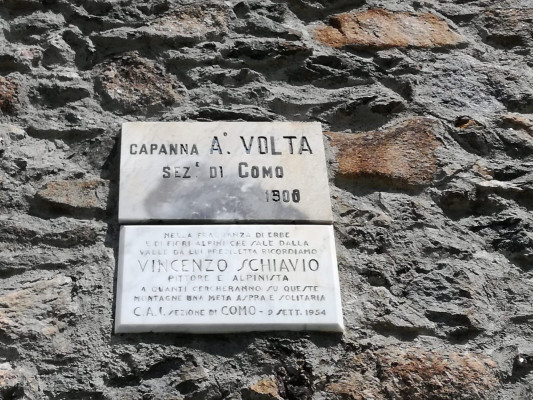 CAPANNA A. VOLTA
SEZ. DI COMO
1906
NELLA FRAGRANZA DI ERBE
E DI FIORI ALPINI CHE SALE DALLA
VALLE DA LUI PREDILETTA RICORDIAMO
VINCENZO SCHIAVIO
PITTORE E ALPINISTA
A QUANTI CERCHERANNO SU QUESTE
MONTAGNE UNA META ASPRA E SOLITARIA
C.A.I. SEZIONE DI COMO - 9 SETT. 1954